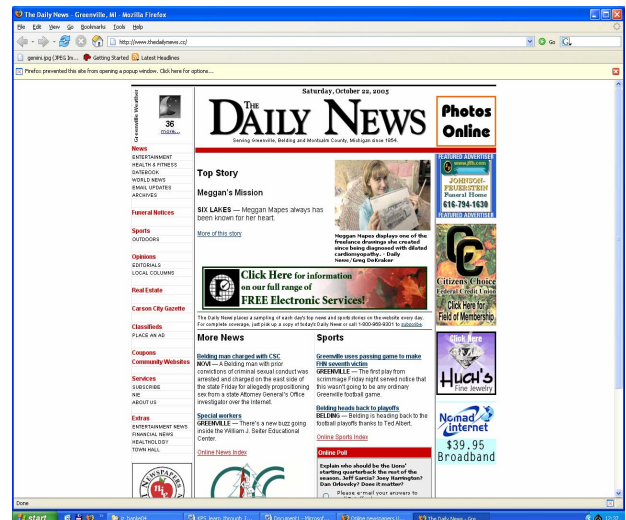 The Daily News - Greenville, MI - Mozilla Firefox
File Edit View Go Bookmarks Tools Help
http://www.thedailynews.cc/
Go
gemini.jpg (JPEG Im... Getting Started Latest Headlines
Firefox prevented this site from opening a popup window. Click here for options...
Greenville Weather
36
more...
Saturday, October 22, 2005
THE DAILY NEWS
Serving Greenville, Belding and Montcalm County, Michigan since 1854.
Photos
Online
News
ENTERTAINMENT
HEALTH & FITNESS
DATEBOOK
WORLD NEWS
EMAIL UPDATES
ARCHIVES
Funeral Notices
Sports
OUTDOORS
Opinions
EDITORIALS
LOCAL COLUMNS
Real Estate
Carson City Gazette
Classifieds
PLACE AN AD
Coupons
Community Websites
Services
SUBSCRIBE
NIE
ABOUT US
Extras
ENTERTAINMENT NEWS
FINANCIAL NEWS
HEALTHOLOGY
TOWN HALL
NEWSPAPERS
nie
Top Story
Meggan's Mission
SIX LAKES — Meggan Mapes always has
been known for her heart.
More of this story
Meggan Mapes displays one of the
freelance drawings she created
since being diagnosed with dilated
cardiomyopathy. - Daily
News/Greg DeKraker
Click Here for information
on our full range of
FREE Electronic Services!
The Daily News places a sampling of each day's top news and sports stories on the website every day.
For complete coverage, just pick up a copy of today's Daily News or call 1-800-968-9301 to subscribe.
More News
Belding man charged with CSC
NOVI — A Belding man with prior
convictions of criminal sexual conduct was
arrested and charged on the east side of
the state Friday for allegedly propositioning
sex from a state Attorney General's Office
investigator over the Internet.
Special workers
GREENVILLE — There's a new buzz going
inside the William J. Seiter Educational
Center.
Online News Index
Sports
Greenville uses passing game to make
FHN seventh victim
GREENVILLE — The first play from
scrimmage Friday night served notice that
this wasn't going to be any ordinary
Greenville football game.
Belding heads back to playoffs
BELDING — Belding is heading back to the
football playoffs thanks to Ted Albert.
Online Sports Index
Online Poll
Explain who should be the Lions'
starting quarterback the rest of the
season. Jeff Garcia? Joey Harrington?
Dan Orlovsky? Does it matter?
Please e-mail your answers to
FEATURED ADVERTISER
www.jffh.com
JOHNSON-
FEUERSTEIN
Funeral Home
616-794-1630
FEATURED ADVERTISER
Citizens Choice
Federal Credit Union
Click Here for
Field of Membership
Click Here
HUCH'S
Fine Jewelry
Nomad
internet
$39.95
Broadband
Done
start
Document1 - Microsof...
The Daily News - Gre...
12:37